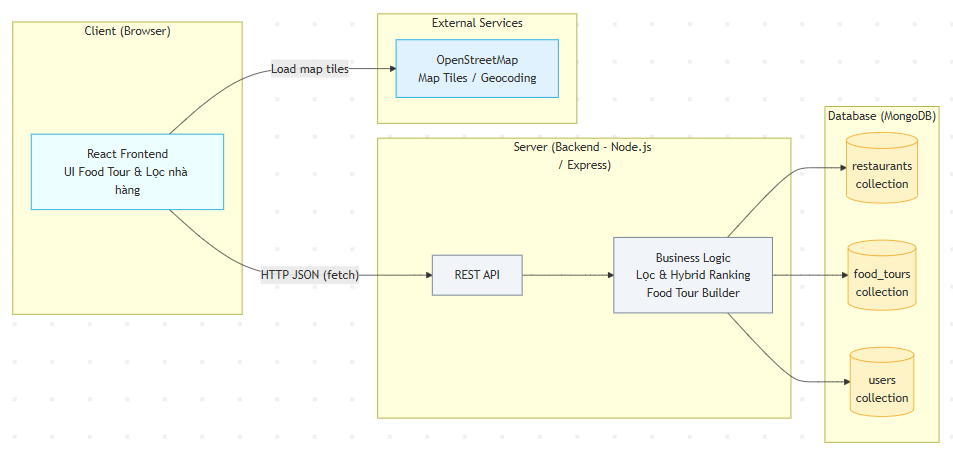 Client (Browser)
React Frontend
UI Food Tour & Lọc nhà
hàng
Load map tiles
HTTP JSON (fetch)
External Services
OpenStreetMap
Map Tiles / Geocoding
Server (Backend - Node.js
/ Express)
REST API
Business Logic
Lọc & Hybrid Ranking
Food Tour Builder
Database (MongoDB)
restaurants
collection
food_tours
collection
users
collection